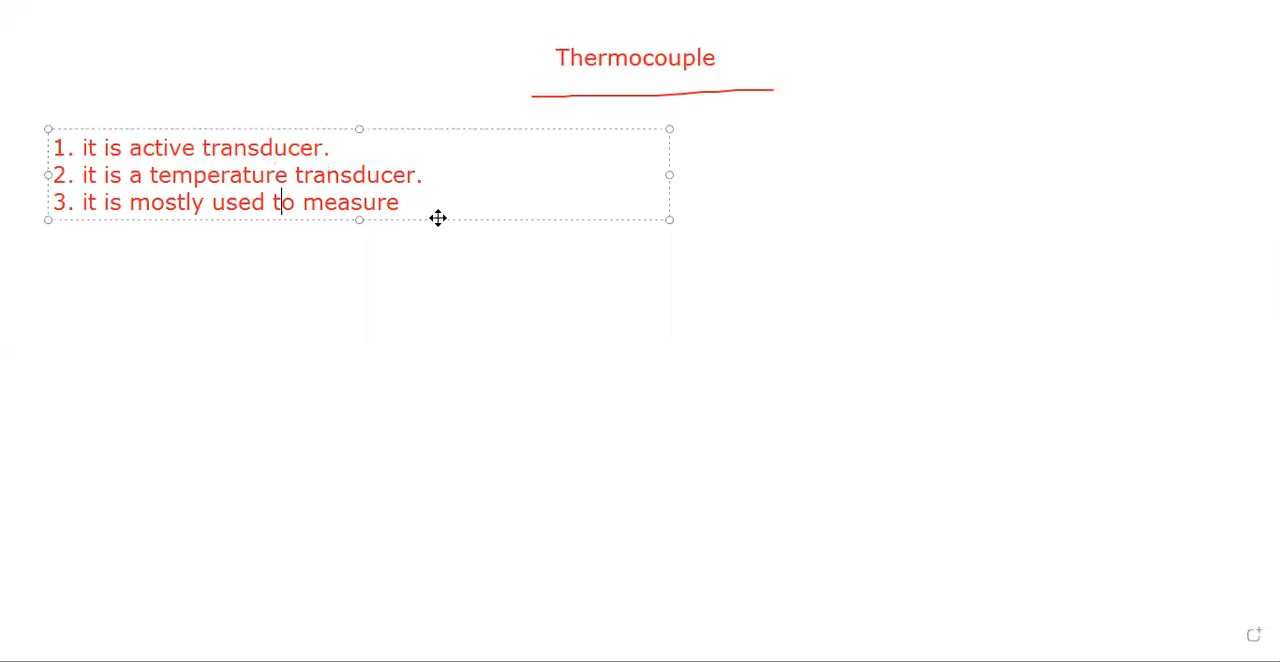 Thermocouple
1. it is active transducer.
2. it is a temperature transducer.
3. it is mostly used to measure